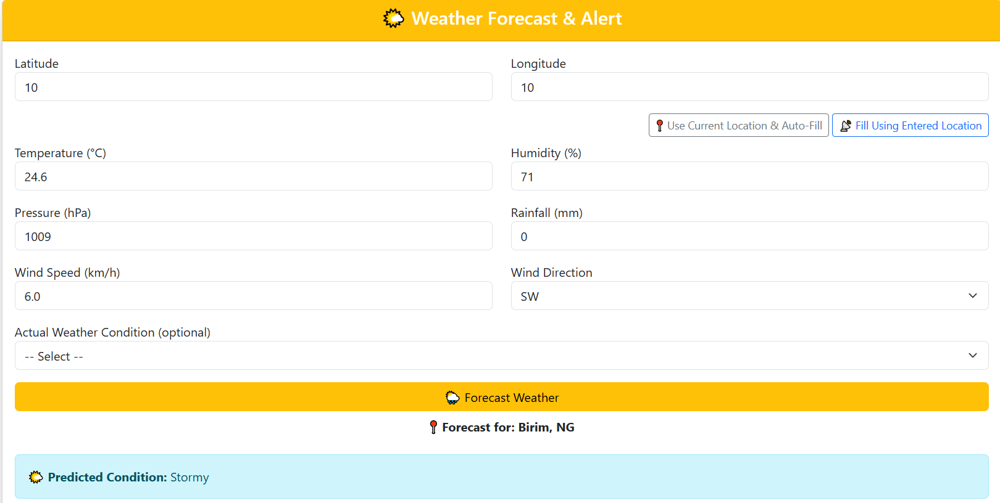 Weather Forecast & Alert
Latitude
Longitude
10
10
Use Current Location & Auto-Fill
Fill Using Entered Location
Temperature (°C)
Humidity (%)
24.6
71
Pressure (hPa)
Rainfall (mm)
1009
0
Wind Speed (km/h)
Wind Direction
6.0
SW
Actual Weather Condition (optional)
-- Select --
Forecast Weather
Forecast for: Birim, NG
Predicted Condition: Stormy